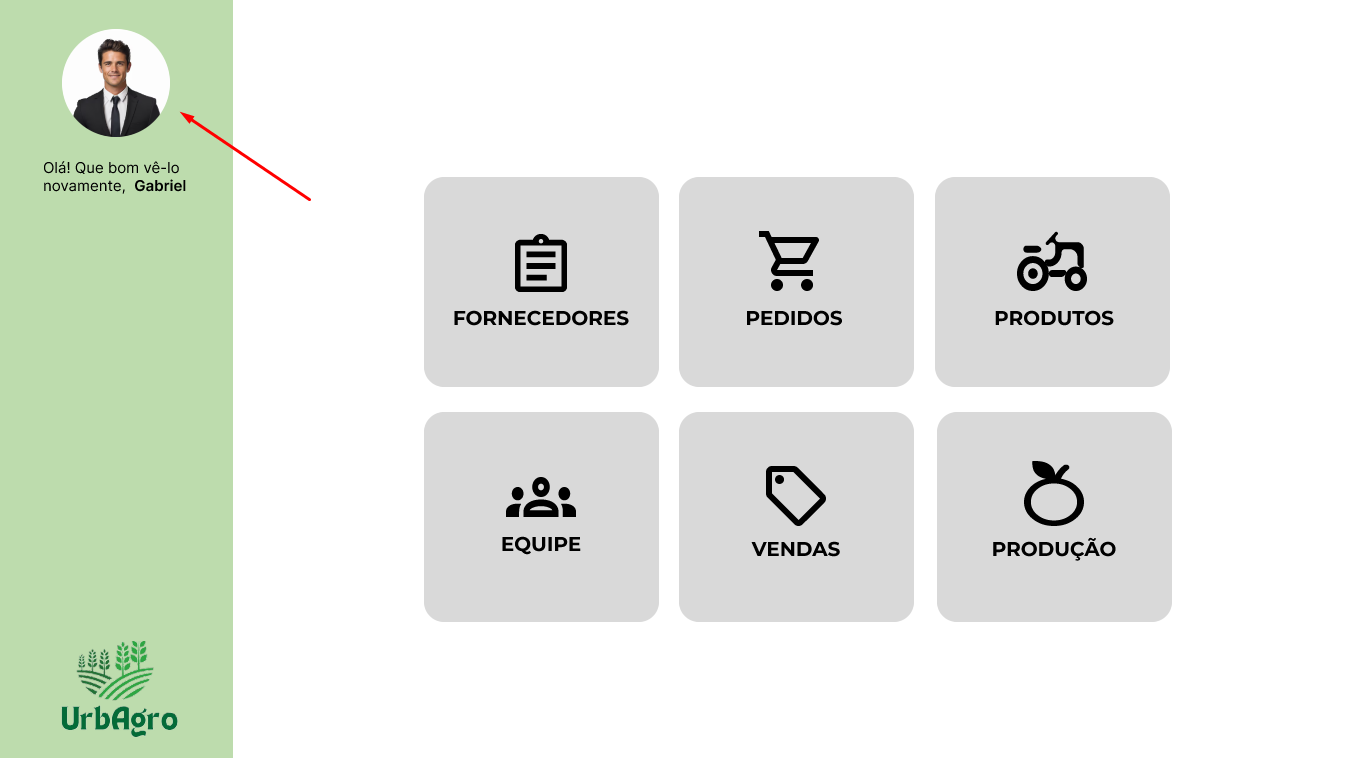 Olá! Que bom vê-lo
novamente, Gabriel
FORNECEDORES
PEDIDOS
PRODUTOS
EQUIPE
VENDAS
PRODUÇÃO
UrbAgro